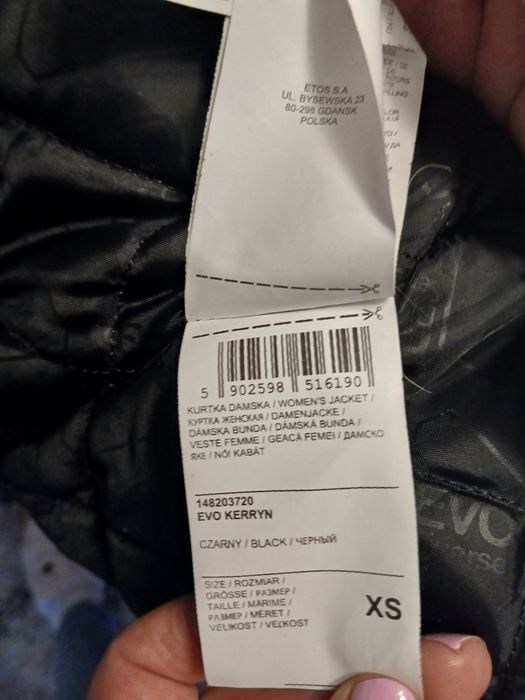 ETOS S.A
UL. BYSEWSKA 23
80-298 GDAŃSK
POLSKA
5 902598 516190
KURTKA DAMSKA / WOMEN'S JACKET /
КУРТКА ЖЕНСКАЯ / DAMENJACKE /
DÁMSKA BUNDA / DÁMSKÁ BUNDA /
VESTE FEMME / GEACĂ FEMEI / ДАМСКО
ЯКЕ / NŐI KABÁT
148203720
EVO KERRYN
CZARNY / BLACK / ЧЕРНЫЙ
SIZE / ROZMIAR /
GRÖSSE / РАЗМЕР /
TAILLE / MĂRIME /
РАЗМЕР / MÉRET /
VELIKOST / VEĽKOSŤ
XS
EVO